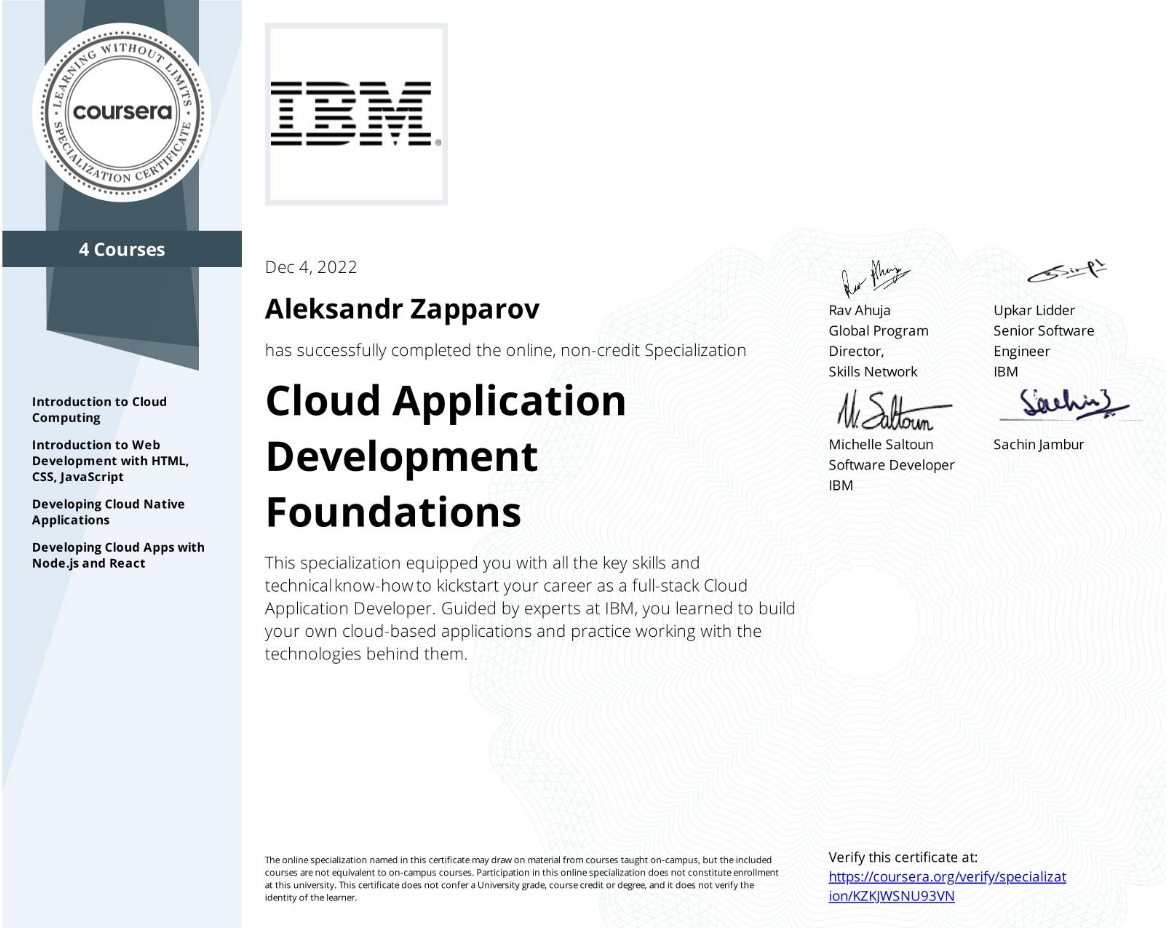 LEARNING WITHOUT LIMITS
coursera
SPECIALIZATION CERTIFICATE
4 Courses
Introduction to Cloud
Computing
Introduction to Web
Development with HTML,
CSS, JavaScript
Developing Cloud Native
Applications
Developing Cloud Apps with
Node.js and React
IBM®
Dec 4, 2022
Aleksandr Zapparov
has successfully completed the online, non-credit Specialization
Cloud Application
Development
Foundations
This specialization equipped you with all the key skills and
technical know-how to kickstart your career as a full-stack Cloud
Application Developer. Guided by experts at IBM, you learned to build
your own cloud-based applications and practice working with the
technologies behind them.
Rav Ahuja
Rav Ahuja
Global Program
Director,
Skills Network
Upkar Lidder
Senior Software
Engineer
IBM
M. Saltoun
Michelle Saltoun
Software Developer
IBM
Sachin J
Sachin Jambur
The online specialization named in this certificate may draw on material from courses taught on-campus, but the included
courses are not equivalent to on-campus courses. Participation in this online specialization does not constitute enrollment
at this university. This certificate does not confer a University grade, course credit or degree, and it does not verify the
identity of the learner.
Verify this certificate at:
https://coursera.org/verify/specializat
ion/KZKJWSNU93VN